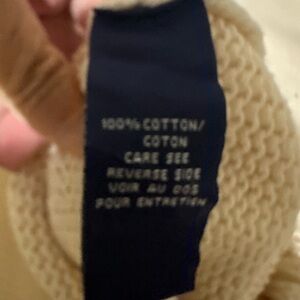 100% COTTON/
COTON
CARE SEE
REVERSE SIDE
VOIR AU DOS
POUR ENTRETIEN